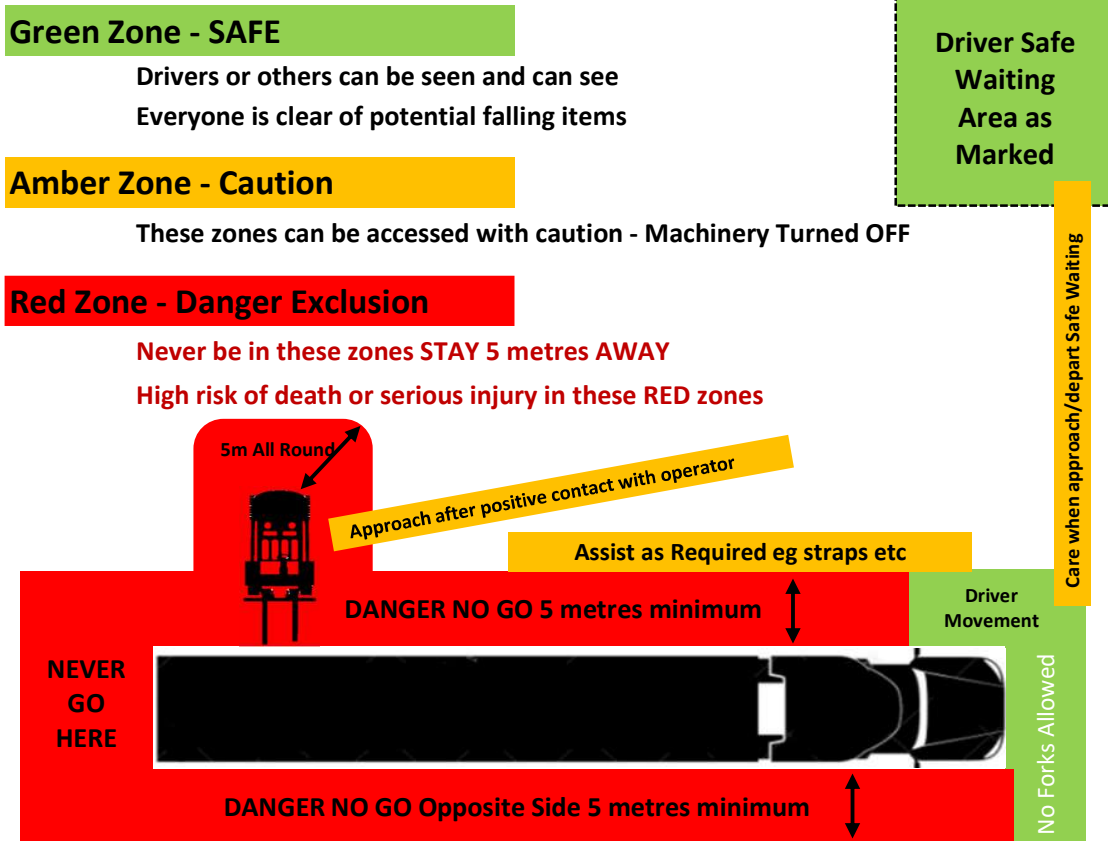 Green Zone - SAFE
Drivers or others can be seen and can see
Everyone is clear of potential falling items
Driver Safe
Waiting
Area as
Marked
Amber Zone - Caution
These zones can be accessed with caution - Machinery Turned OFF
Care when approach/depart Safe Waiting
Red Zone - Danger Exclusion
Never be in these zones STAY 5 metres AWAY
High risk of death or serious injury in these RED zones
5m All Round
Approach after positive contact with operator
Assist as Required eg straps etc
DANGER NO GO 5 metres minimum
Driver
Movement
NEVER
GO
HERE
No Forks Allowed
DANGER NO GO Opposite Side 5 metres minimum